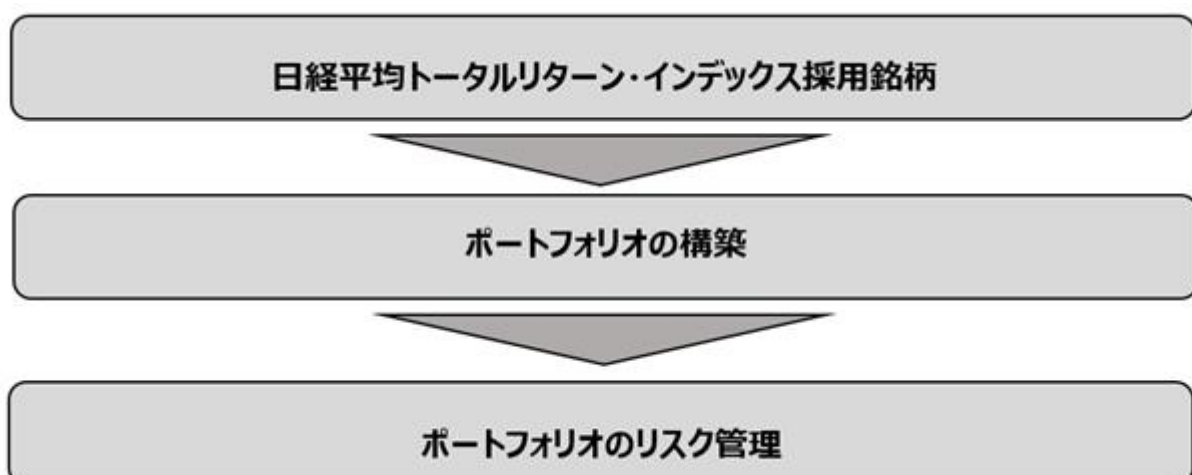 日経平均トータルリターン・インデックス採用銘柄
ポートフォリオの構築
ポートフォリオのリスク管理